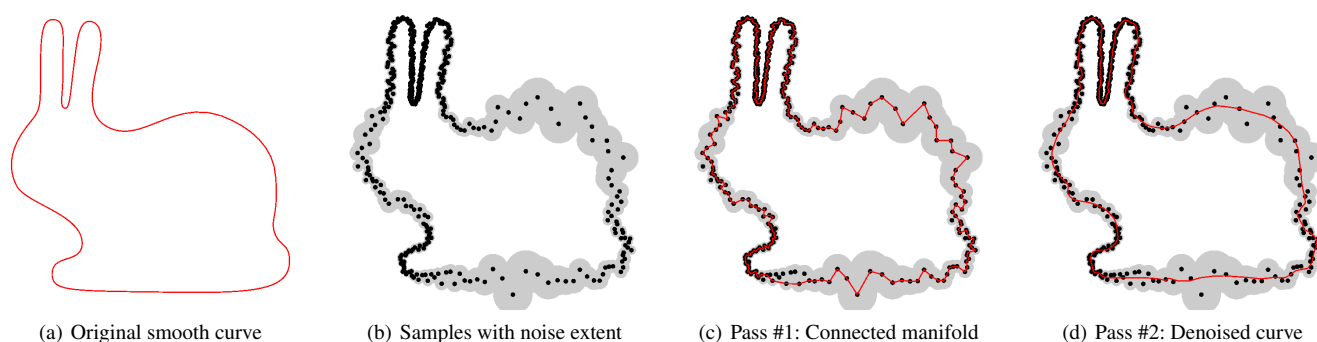 (a) Original smooth curve
(b) Samples with noise extent
(c) Pass #1: Connected manifold
(d) Pass #2: Denoised curve